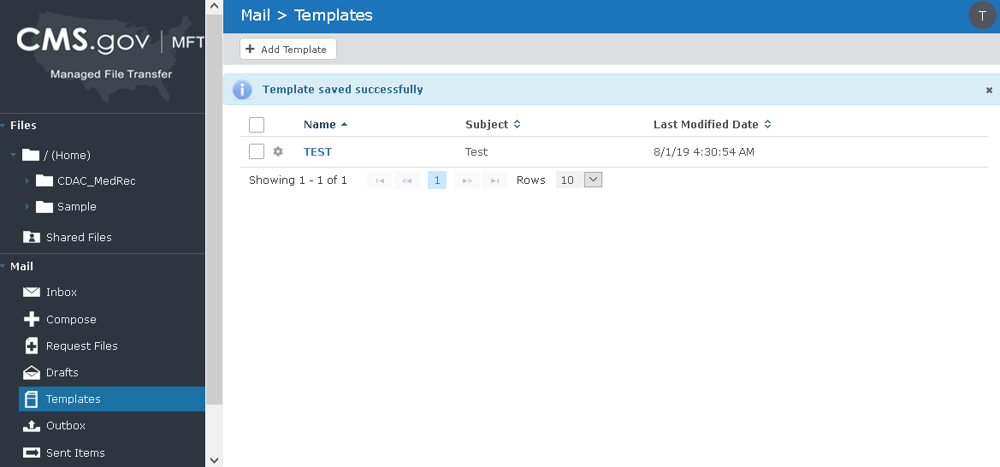 CMS.gov | MFT
Managed File Transfer
Files
/ (Home)
CDAC_MedRec
Sample
Shared Files
Mail
Inbox
Compose
Request Files
Drafts
Templates
Outbox
Sent Items
Mail > Templates
T
Add Template
Template saved successfully
Name Subject Last Modified Date
TEST Test 8/1/19 4:30:54 AM
Showing 1 - 1 of 1 1 Rows 10